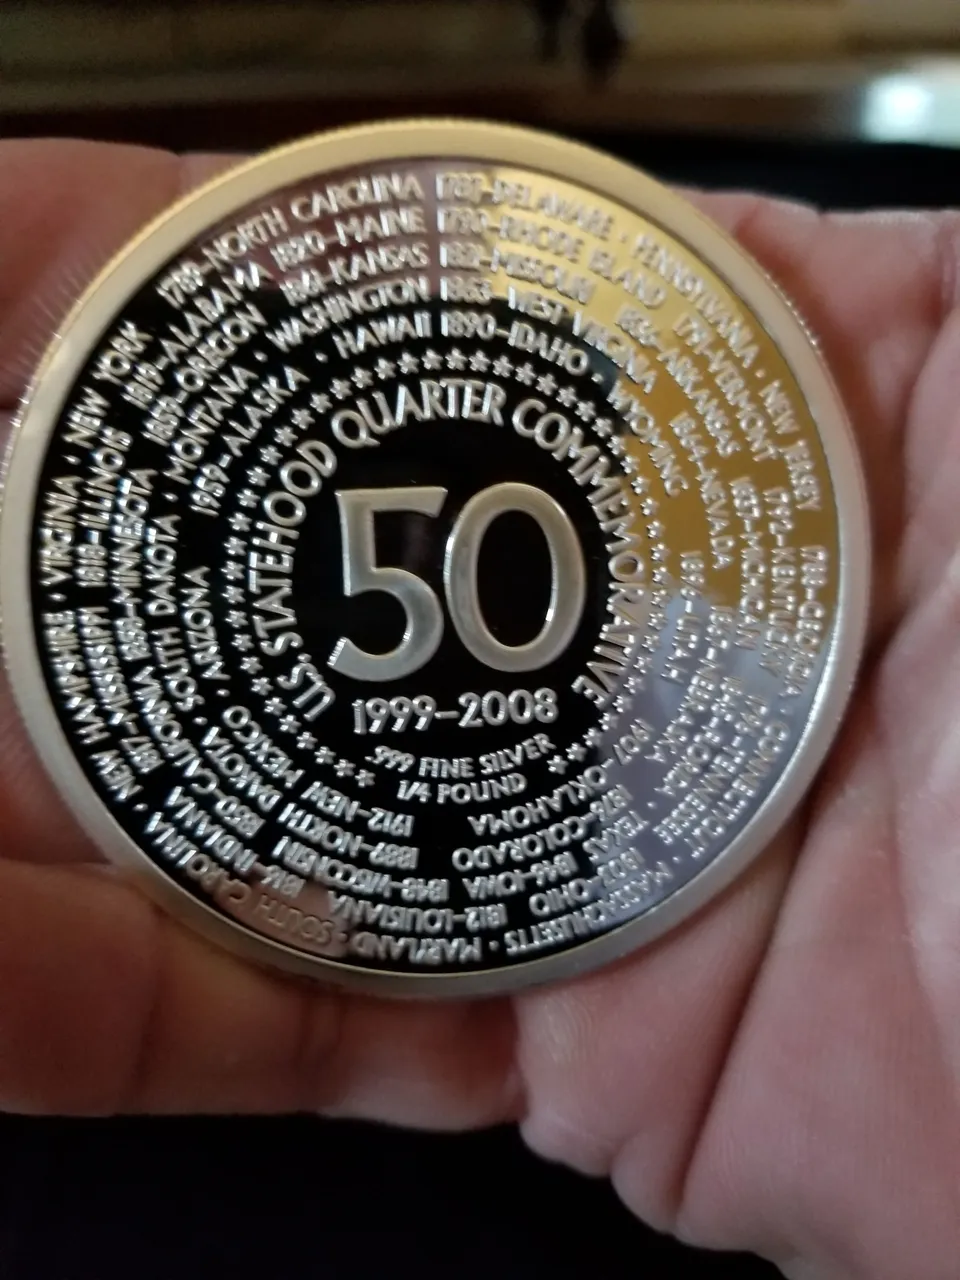 1787–DELAWARE • PENNSYLVANIA • NEW JERSEY 1788–GEORGIA • CONNECTICUT • MASSACHUSETTS • MARYLAND • SOUTH CAROLINA • NEW HAMPSHIRE • VIRGINIA • NEW YORK 1789–NORTH CAROLINA
1790–RHODE ISLAND 1791–VERMONT 1792–KENTUCKY 1796–TENNESSEE 1803–OHIO 1812–LOUISIANA 1816–INDIANA 1817–MISSISSIPPI 1818–ILLINOIS 1819–ALABAMA 1820–MAINE
1821–MISSOURI 1836–ARKANSAS 1837–MICHIGAN 1845–FLORIDA • TEXAS 1846–IOWA 1848–WISCONSIN 1850–CALIFORNIA 1858–MINNESOTA 1859–OREGON 1861–KANSAS
1863–WEST VIRGINIA 1864–NEVADA 1867–NEBRASKA 1876–COLORADO 1889–NORTH DAKOTA • SOUTH DAKOTA • MONTANA • WASHINGTON
1890–IDAHO • WYOMING 1896–UTAH 1907–OKLAHOMA 1912–NEW MEXICO • ARIZONA 1959–ALASKA • HAWAII
U.S. STATEHOOD QUARTER COMMEMORATIVE
50
1999–2008
.999 FINE SILVER
1/4 POUND